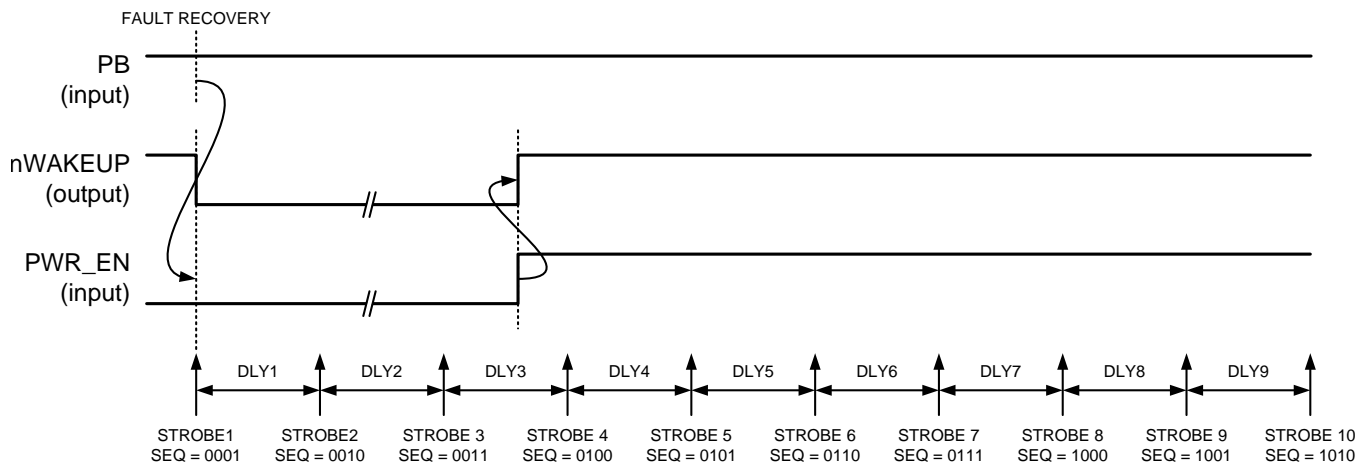 FAULT RECOVERY
PB
(input)
nWAKEUP
(output)
PWR_EN
(input)
DLY1 DLY2 DLY3 DLY4 DLY5 DLY6 DLY7 DLY8 DLY9
STROBE1 STROBE2 STROBE 3 STROBE 4 STROBE 5 STROBE 6 STROBE 7 STROBE 8 STROBE 9 STROBE 10
SEQ = 0001 SEQ = 0010 SEQ = 0011 SEQ = 0100 SEQ = 0101 SEQ = 0110 SEQ = 0111 SEQ = 1000 SEQ = 1001 SEQ = 1010